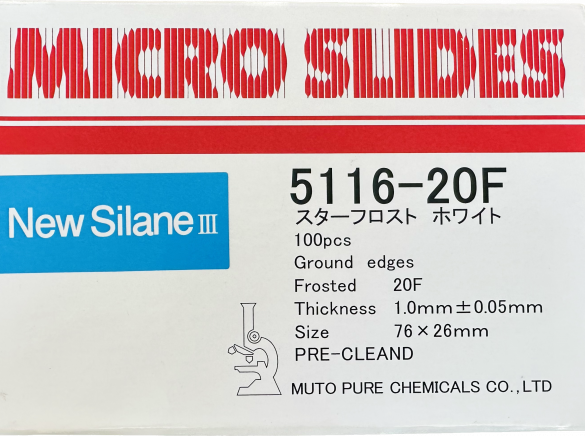 MICRO SLIDES
New Silane III
5116-20F
スターフロスト ホワイト
100pcs
Ground edges
Frosted 20F
Thickness 1.0mm±0.05mm
Size 76×26mm
PRE-CLEAND
MUTO PURE CHEMICALS CO.,LTD